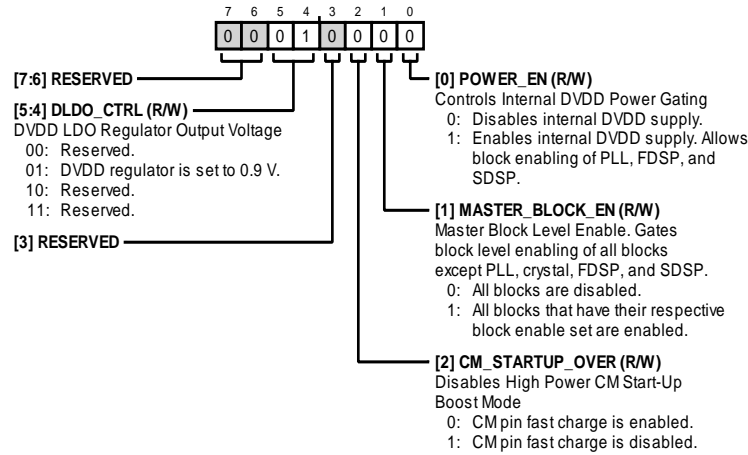 7 6 5 4 3 2 1 0
0 0 0 1 0 0 0 0
[7:6] RESERVED
[5:4] DLDO_CTRL (R/W)
DVDD LDO Regulator Output Voltage
00: Reserved.
01: DVDD regulator is set to 0.9 V.
10: Reserved.
11: Reserved.
[3] RESERVED
[0] POWER_EN (R/W)
Controls Internal DVDD Power Gating
0: Disables internal DVDD supply.
1: Enables internal DVDD supply. Allows
block enabling of PLL, FDSP, and
SDSP.
[1] MASTER_BLOCK_EN (R/W)
Master Block Level Enable. Gates
block level enabling of all blocks
except PLL, crystal, FDSP, and SDSP.
0: All blocks are disabled.
1: All blocks that have their respective
block enable set are enabled.
[2] CM_STARTUP_OVER (R/W)
Disables High Power CM Start-Up
Boost Mode
0: CM pin fast charge is enabled.
1: CM pin fast charge is disabled.